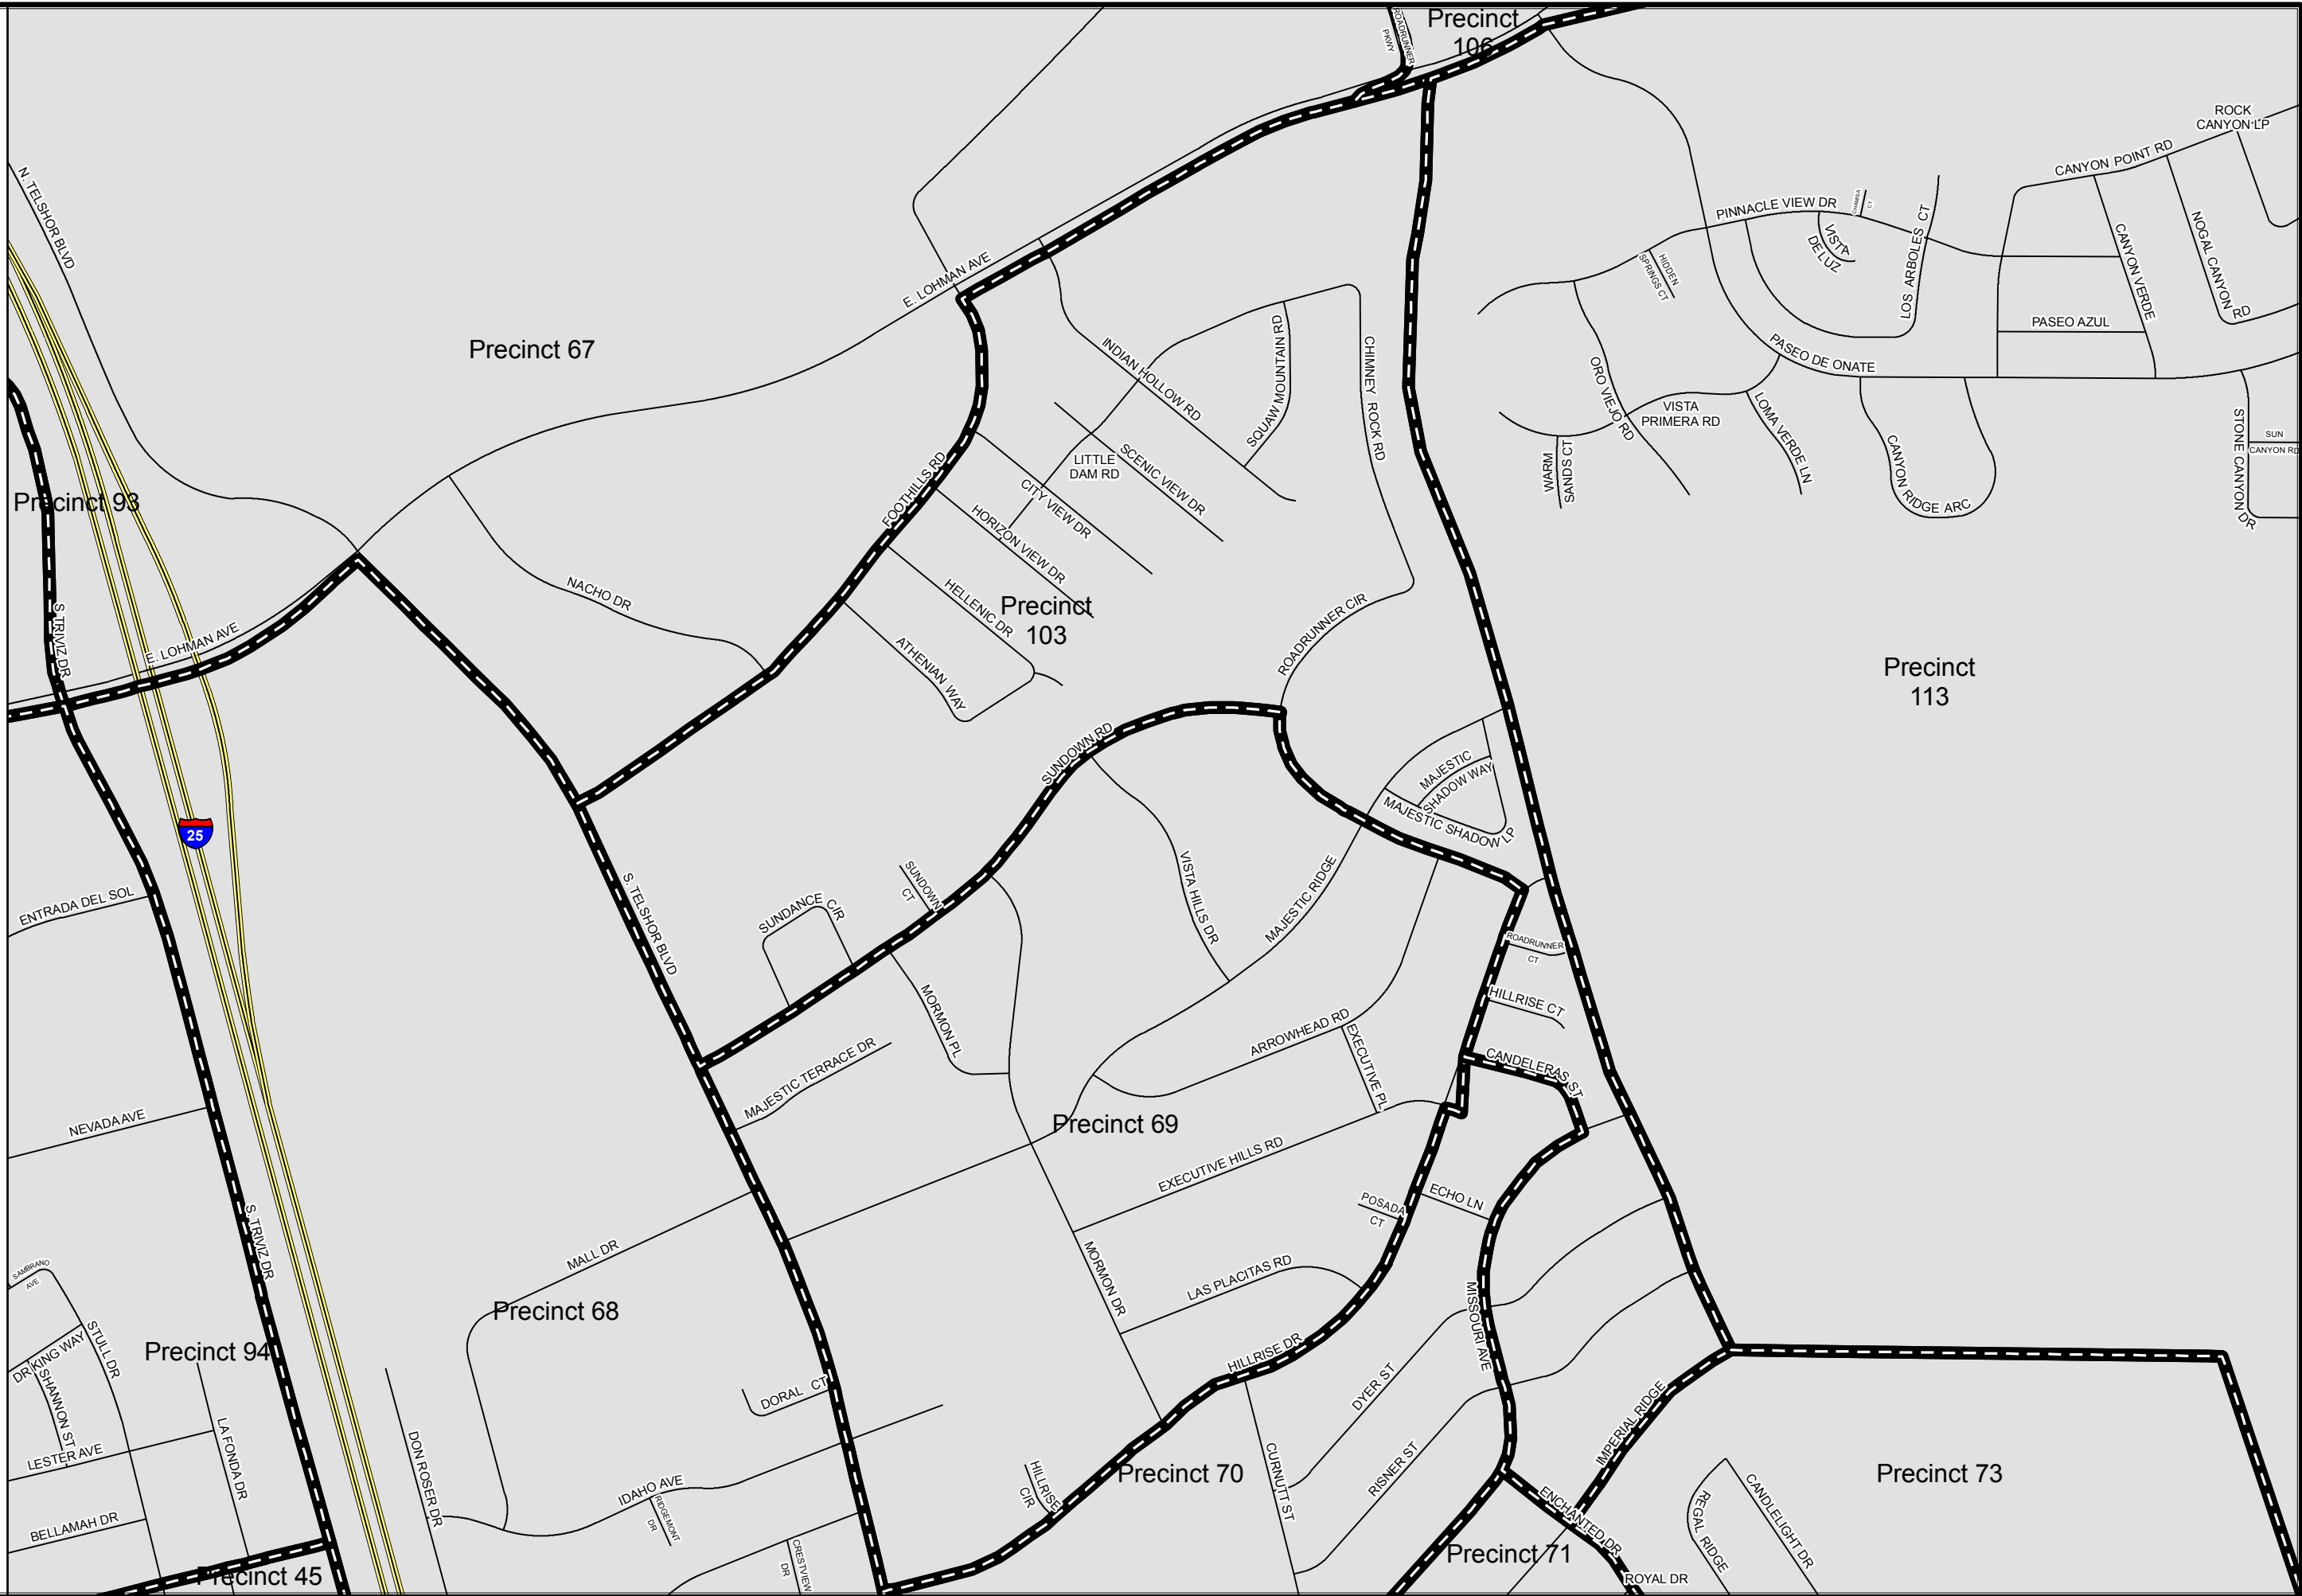 Precinct
106
ROADRUNNER
PKWY
ROCK
CANYON LP
CANYON POINT RD
N. TELSHOR BLVD
PINNACLE VIEW DR
CHAMISA
CT
VISTA
DE LUZ
LOS ARBOLES CT
CANYON VERDE
NOGAL CANYON RD
HIDDEN
SPRINGS CT
E. LOHMAN AVE
PASEO AZUL
PASEO DE ONATE
Precinct 67
INDIAN HOLLOW RD
SQUAW MOUNTAIN RD
CHIMNEY ROCK RD
ORO VIEJO RD
VISTA
PRIMERA RD
LOMA VERDE LN
CANYON RIDGE ARC
STONE CANYON DR
SUN
CANYON RD
WARM
SANDS CT
LITTLE
DAM RD
SCENIC VIEW DR
CITY VIEW DR
HORIZON VIEW DR
FOOTHILLS RD
Precinct 93
NACHO DR
HELLENIC DR
ATHENIAN WAY
Precinct
103
ROADRUNNER CIR
S. TRIVIZ DR
E. LOHMAN AVE
Precinct
113
SUNDOWN RD
MAJESTIC
SHADOW WAY
MAJESTIC SHADOW LP
25
ENTRADA DEL SOL
S. TELSHOR BLVD
SUNDOWN
CT
SUNDANCE CIR
VISTA HILLS DR
MAJESTIC RIDGE
ROADRUNNER
CT
HILLRISE CT
MORMON PL
MAJESTIC TERRACE DR
ARROWHEAD RD
EXECUTIVE PL
CANDELERAS ST
NEVADA AVE
Precinct 69
EXECUTIVE HILLS RD
POSADA
CT
ECHO LN
S. TRIVIZ DR
MALL DR
MORMON DR
LAS PLACITAS RD
SAMBRANO
AVE
MISSOURI AVE
Precinct 68
STULL DR
DR KING WAY
Precinct 94
HILLRISE DR
SHANNON ST
DORAL CT
DYER ST
IMPERIAL RIDGE
LESTER AVE
LA FONDA DR
DON ROSER DR
HILLRISE
CIR
Precinct 70
CURNUTT ST
RISNER ST
Precinct 73
IDAHO AVE
RIDGEMONT
DR
CANDLELIGHT DR
REGAL RIDGE
ENCHANTED DR
BELLAMAH DR
CRESTVIEW
DR
Precinct 71
Precinct 45
ROYAL DR